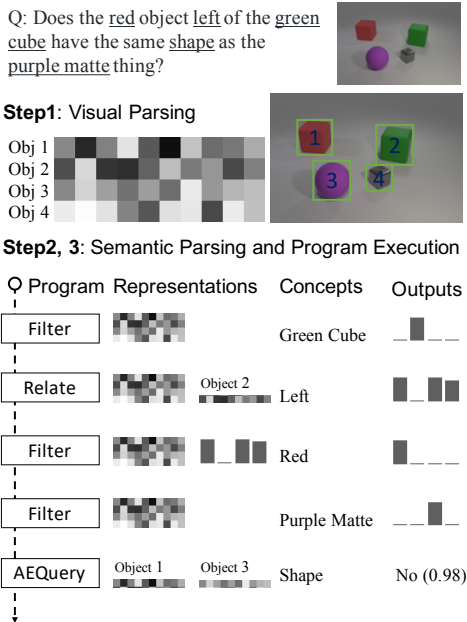 Q: Does the red object left of the green
cube have the same shape as the
purple matte thing?
Step1: Visual Parsing
Obj 1
Obj 2
Obj 3
Obj 4
1
2
3
4
Step2, 3: Semantic Parsing and Program Execution
Program Representations Concepts Outputs
Filter Green Cube
Relate Object 2 Left
Filter Red
Filter Purple Matte
AEQuery Object 1 Object 3 Shape No (0.98)